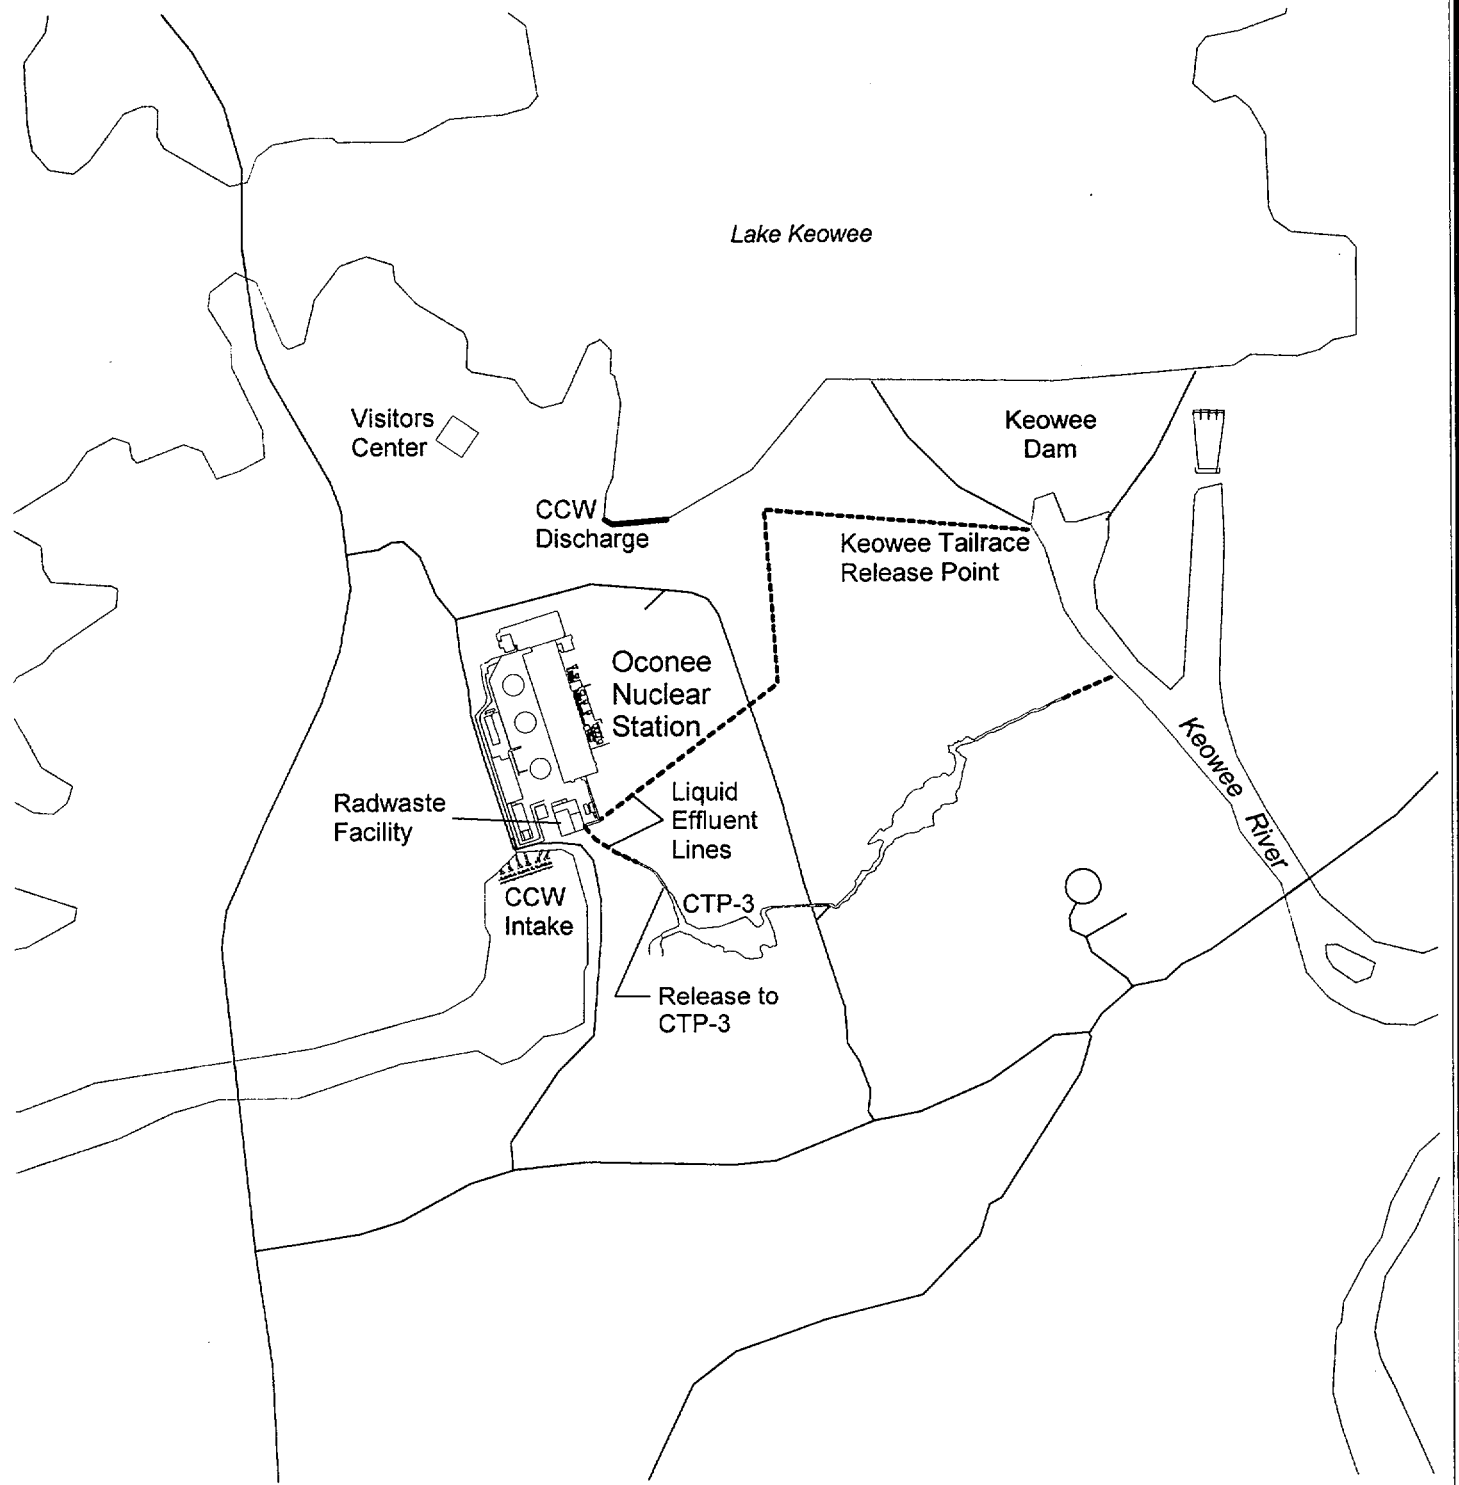 Lake Keowee
Visitors
Center
Keowee
Dam
CCW
Discharge
Keowee Tailrace
Release Point
Oconee
Nuclear
Station
Radwaste
Facility
Liquid
Effluent
Lines
Keowee River
CCW
Intake
CTP-3
Release to
CTP-3